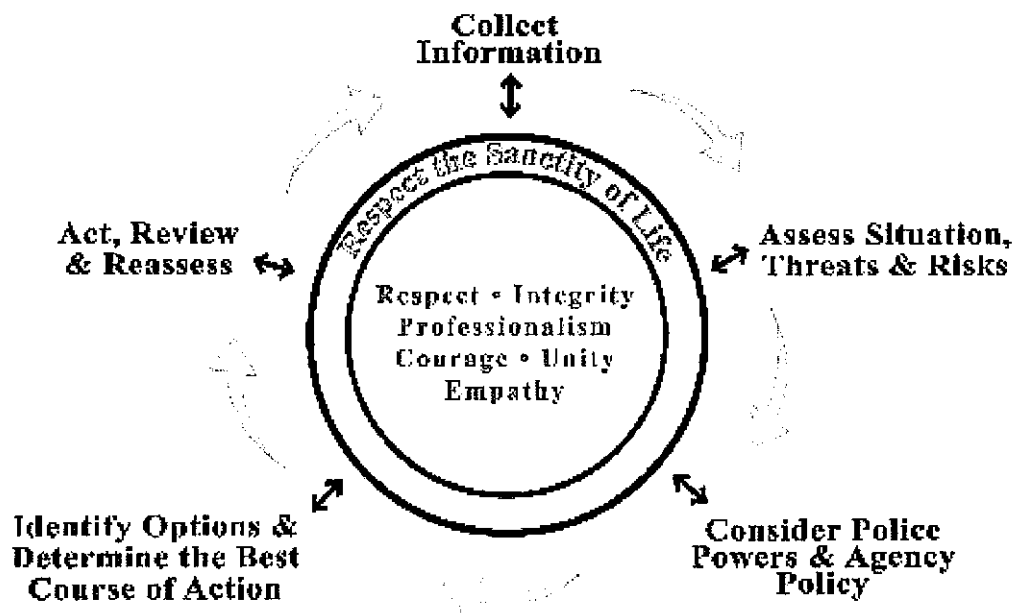 Collect
Information
Respect the Sanctity of Life
Act, Review
& Reassess
Assess Situation,
Threats & Risks
Respect • Integrity
Professionalism
Courage • Unity
Empathy
Identify Options &
Determine the Best
Course of Action
Consider Police
Powers & Agency
Policy